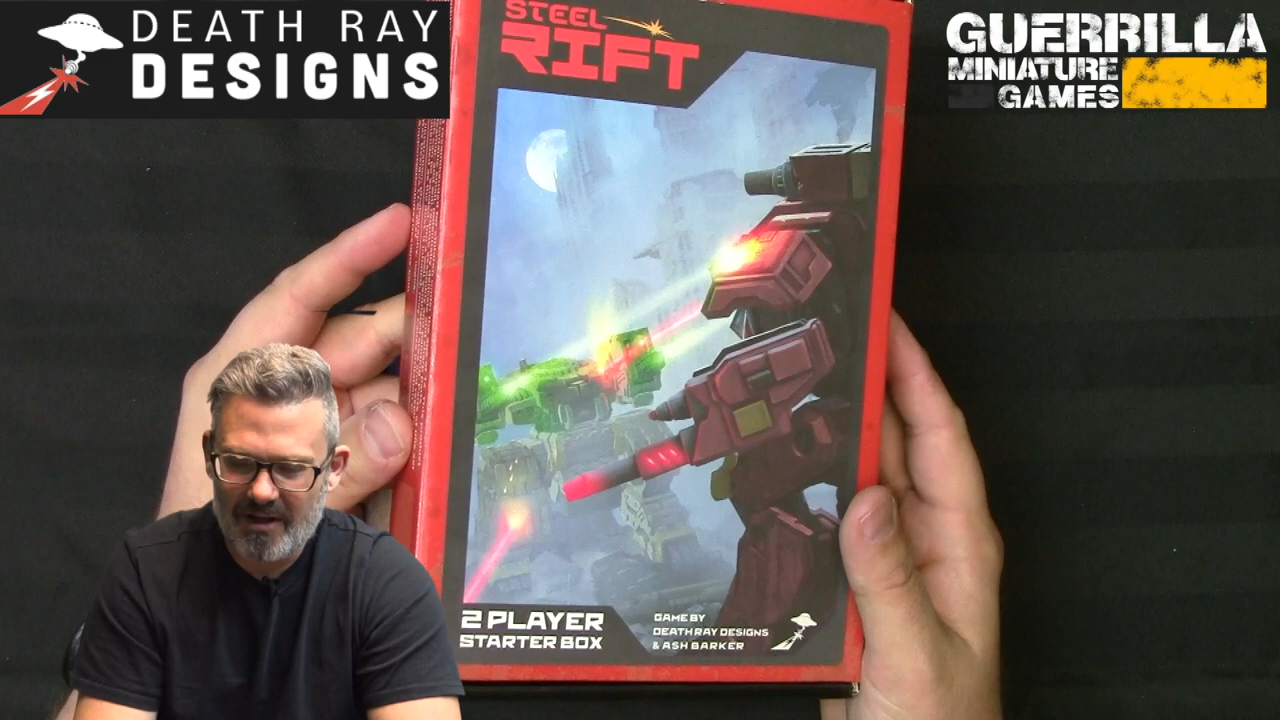 DEATH RAY
DESIGNS
STEEL
RIFT
GUERRILLA
MINIATURE
GAMES
2 PLAYER
STARTER BOX
GAME BY
DEATH RAY DESIGNS
& ASH BARKER